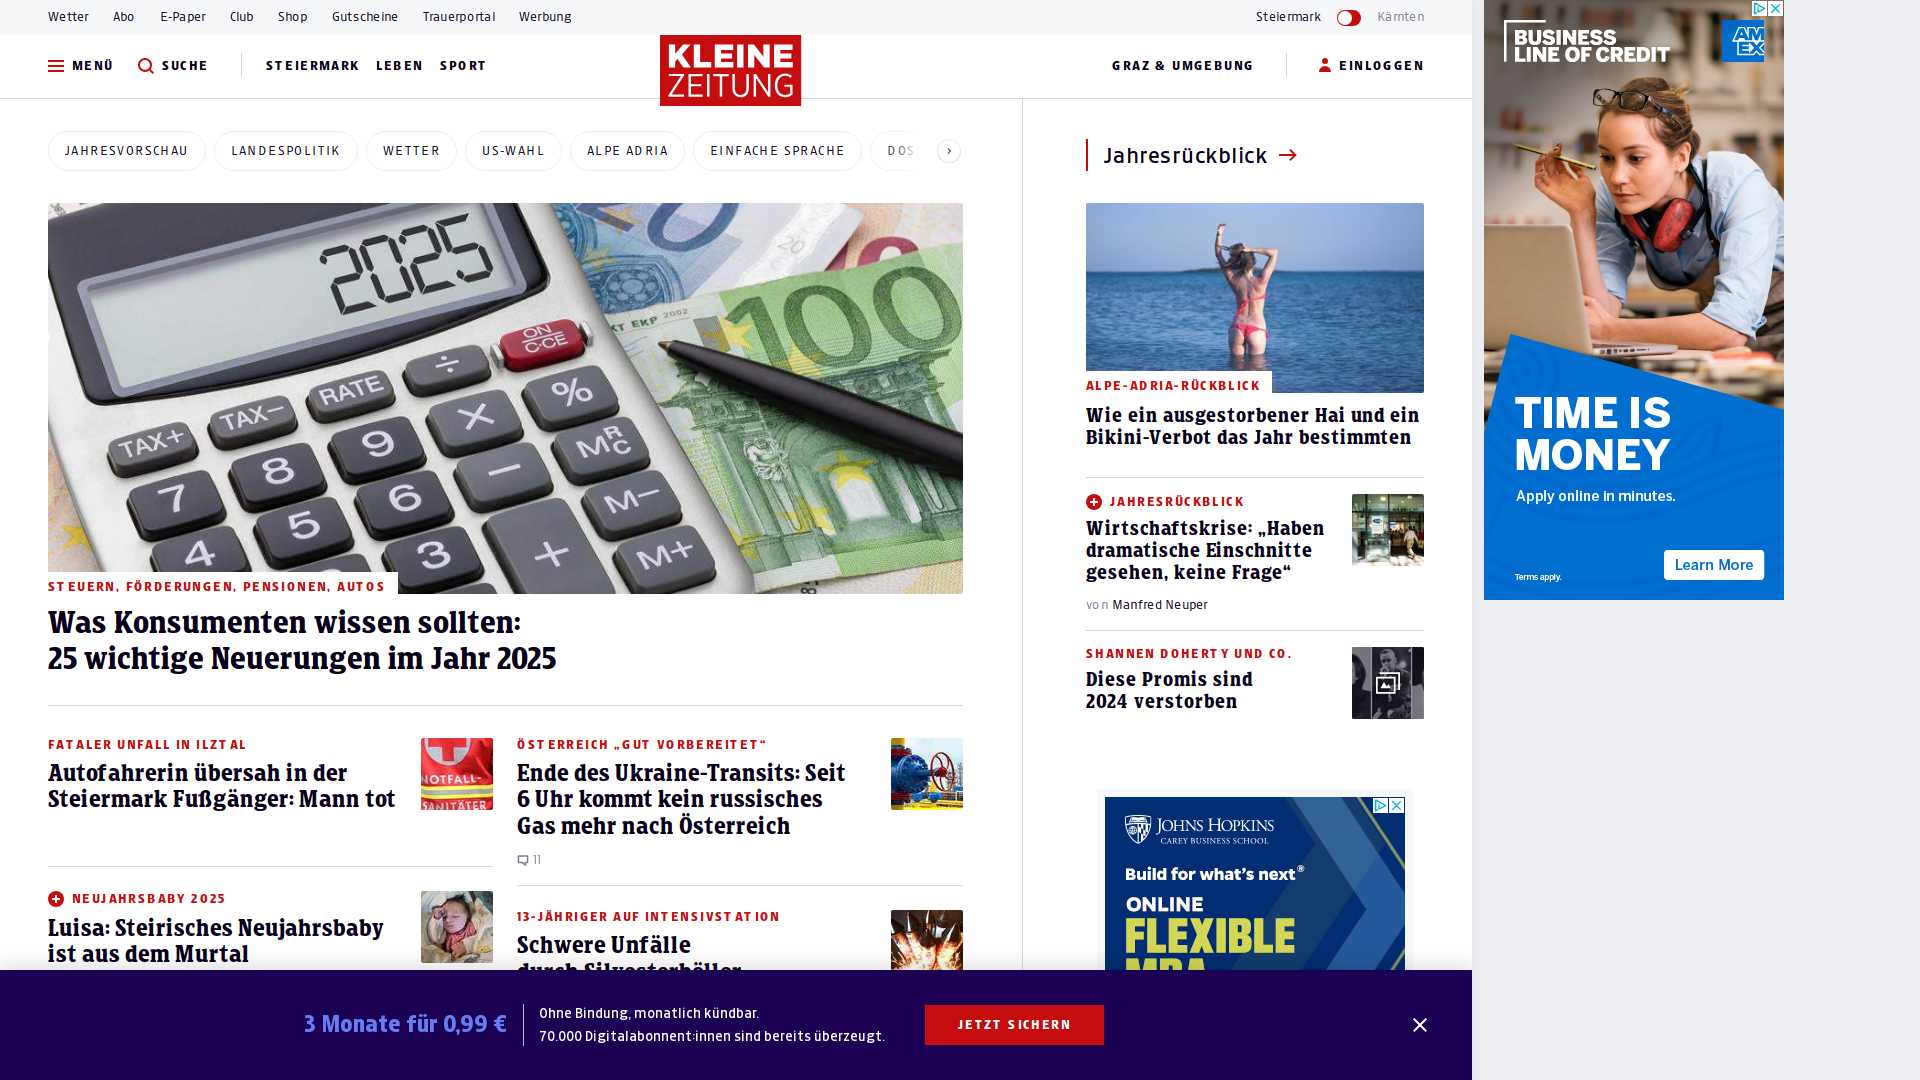 Wetter Abo E-Paper Club Shop Gutscheine Trauerportal Werbung
Steiermark Kärnten
MENÜ SUCHE STEIERMARK LEBEN SPORT
KLEINE
ZEITUNG
GRAZ & UMGEBUNG EINLOGGEN
JAHRESVORSCHAU LANDESPOLITIK WETTER US-WAHL ALPE ADRIA EINFACHE SPRACHE DOS
2025
ON
C·CE
TAX+ TAX− RATE ÷
7 8 9 × %
4 5 6 − M R C
3 + M− M+
KT EKP 2002
20
100
STEUERN, FÖRDERUNGEN, PENSIONEN, AUTOS
Was Konsumenten wissen sollten:
25 wichtige Neuerungen im Jahr 2025
FATALER UNFALL IN ILZTAL
Autofahrerin übersah in der
Steiermark Fußgänger: Mann tot
NOTFALL-
SANITÄTER
NEUJAHRSBABY 2025
Luisa: Steirisches Neujahrsbaby
ist aus dem Murtal
ÖSTERREICH „GUT VORBEREITET“
Ende des Ukraine-Transits: Seit
6 Uhr kommt kein russisches
Gas mehr nach Österreich
11
13-JÄHRIGER AUF INTENSIVSTATION
Schwere Unfälle
durch Silvesterböller
Jahresrückblick
ALPE-ADRIA-RÜCKBLICK
Wie ein ausgestorbener Hai und ein
Bikini-Verbot das Jahr bestimmten
JAHRESRÜCKBLICK
Wirtschaftskrise: „Haben
dramatische Einschnitte
gesehen, keine Frage“
von Manfred Neuper
SHANNEN DOHERTY UND CO.
Diese Promis sind
2024 verstorben
JOHNS HOPKINS
CAREY BUSINESS SCHOOL
Build for what's next®
ONLINE
FLEXIBLE
MBA
BUSINESS
LINE OF CREDIT
AM
EX
TIME IS
MONEY
Apply online in minutes.
Learn More
Terms apply.
3 Monate für 0,99 €
Ohne Bindung, monatlich kündbar.
70.000 Digitalabonnent:innen sind bereits überzeugt.
JETZT SICHERN